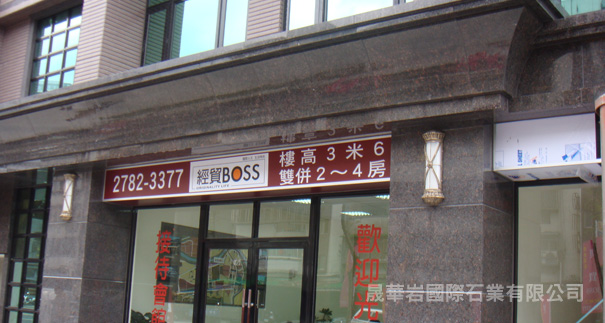 2782-3377
經貿BOSS
樓高3米6
雙併2～4房
接待會館
歡迎光
晟華岩國際石業有限公司